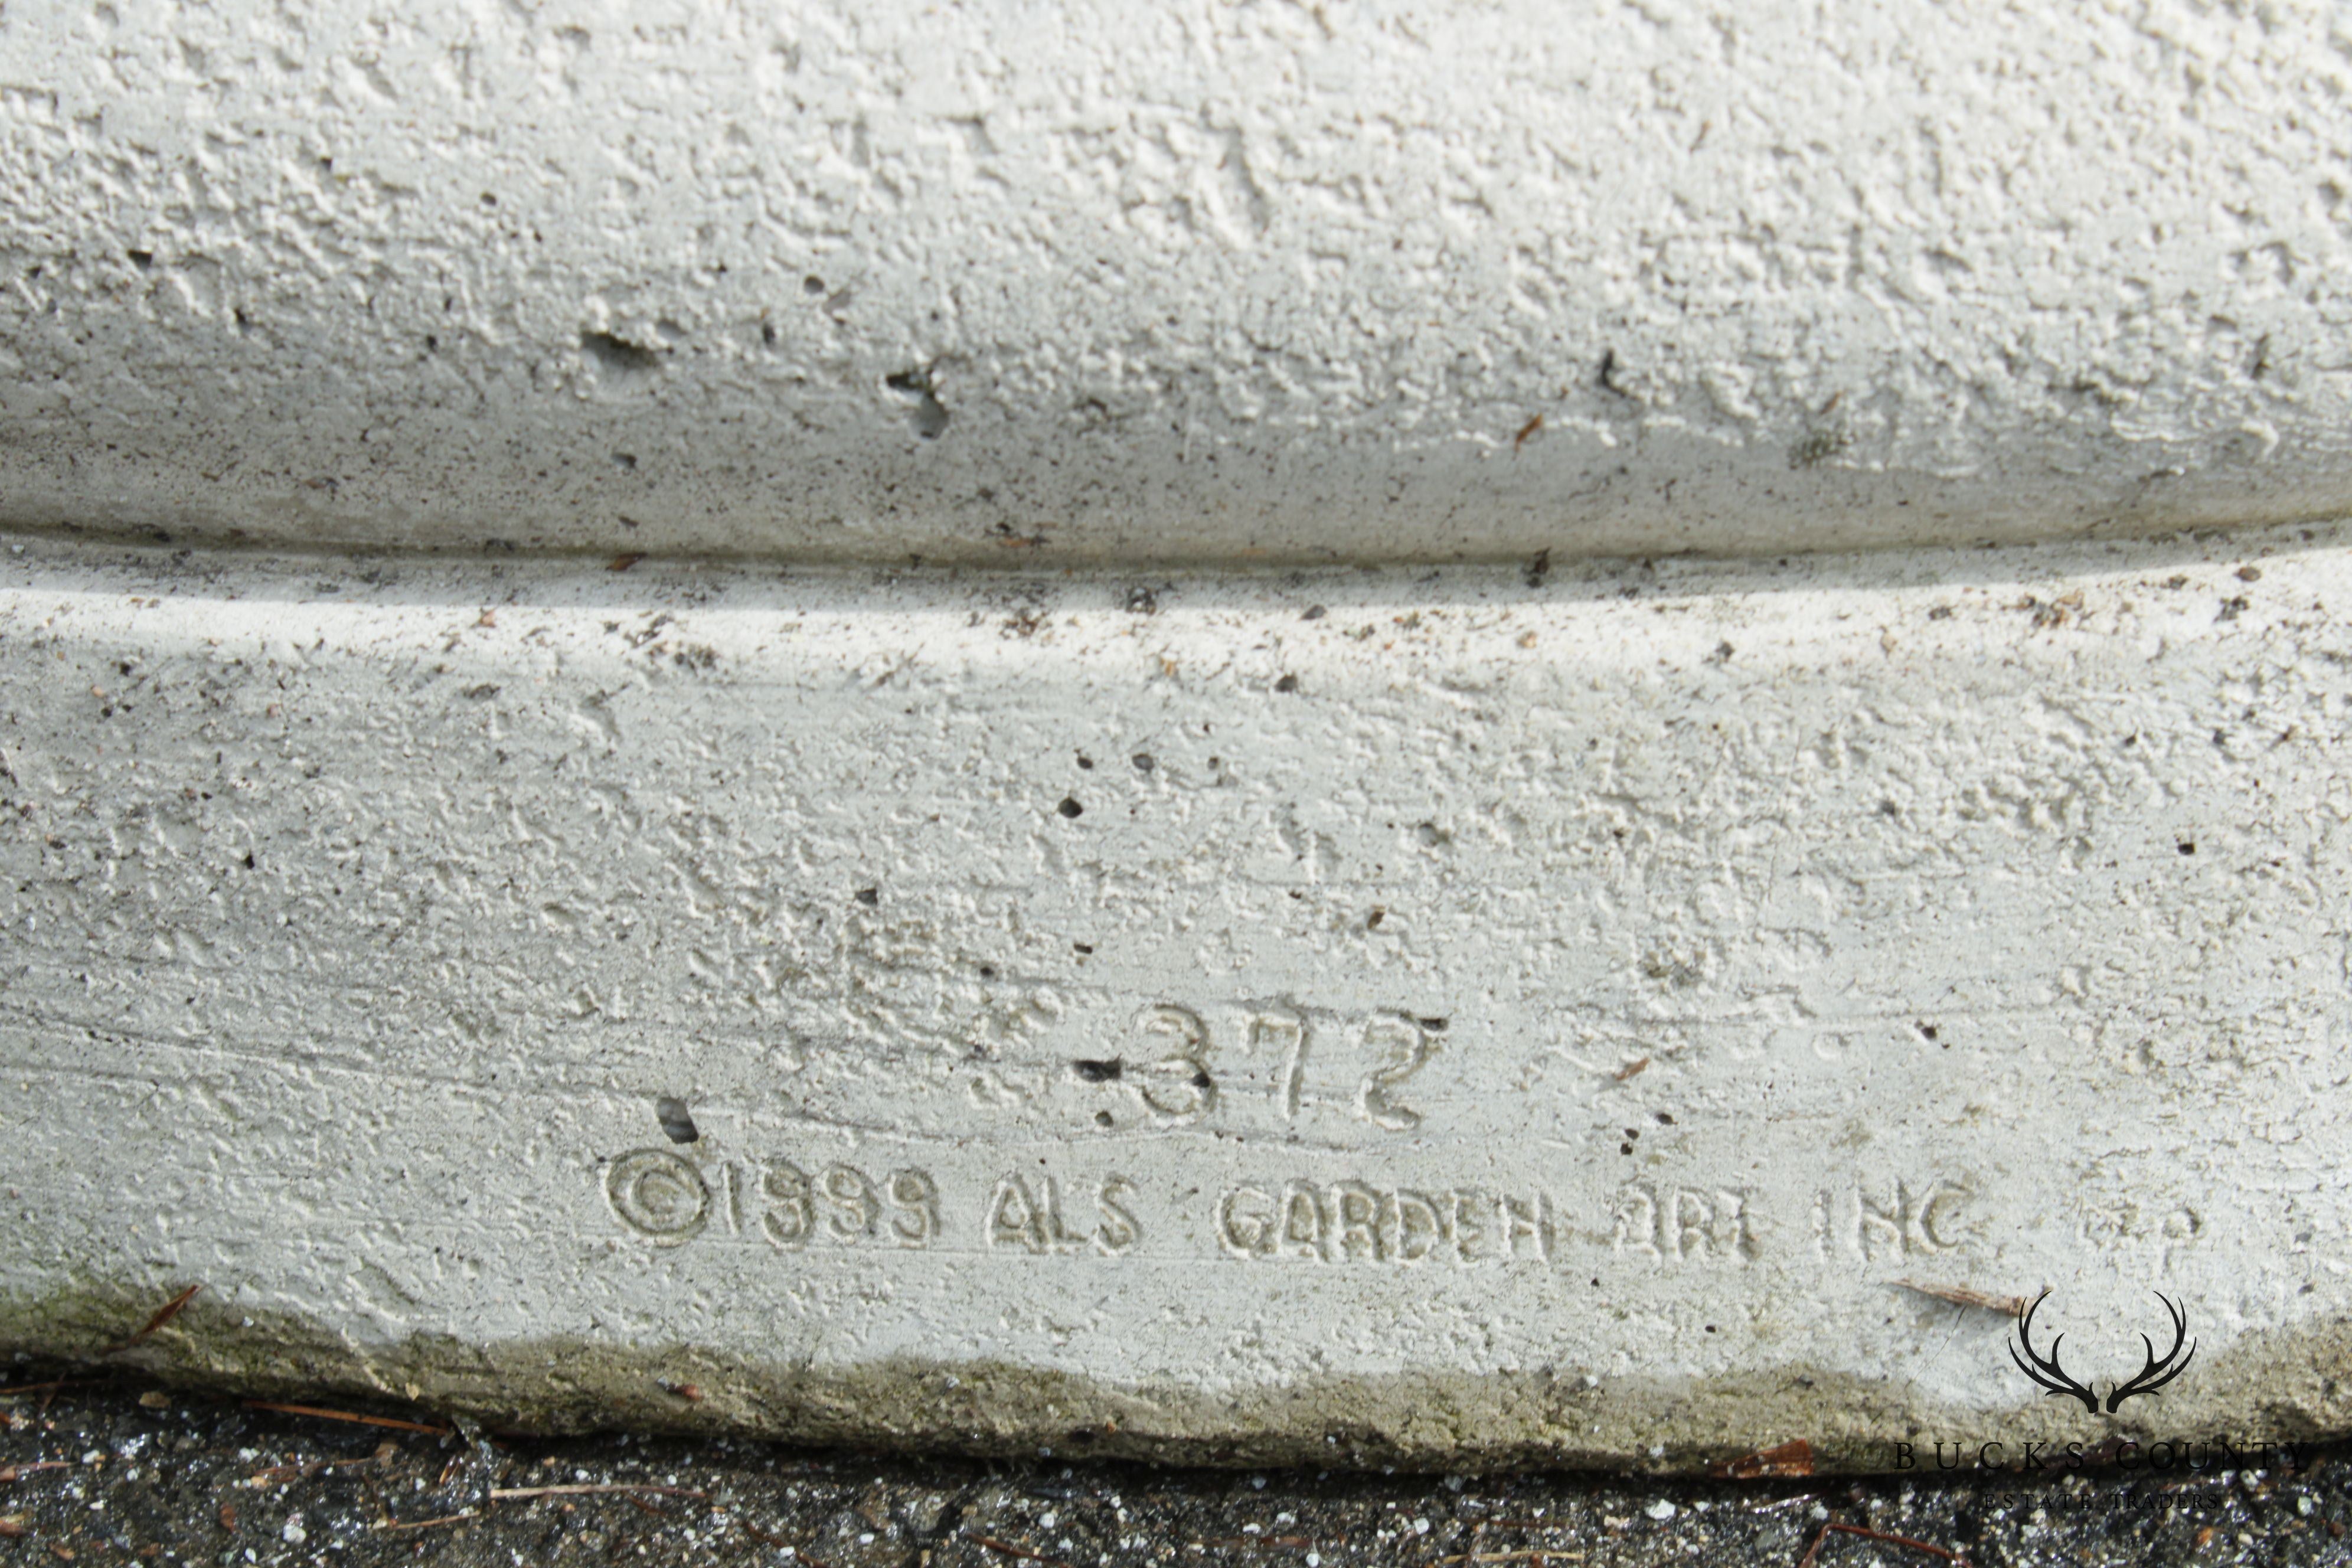 372
©1999 ALS GARDEN ART INC
BUCKS COUNTY
ESTATE TRADERS